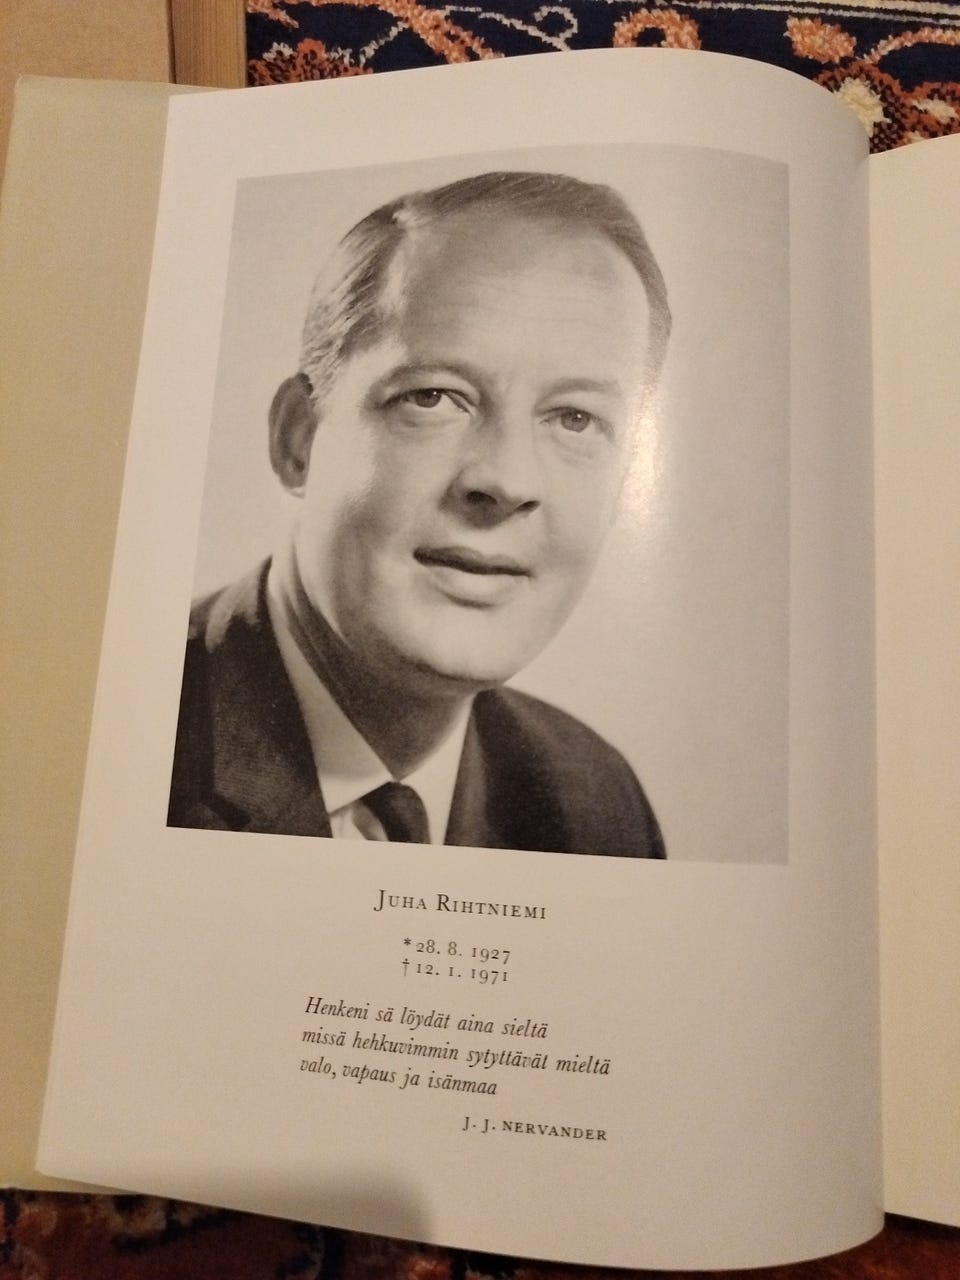 Juha Rihtniemi
* 28. 8. 1927
† 12. 1. 1971
Henkeni sä löydät aina sieltä
missä hehkuvimmin sytyttävät mieltä
valo, vapaus ja isänmaa
J. J. NERVANDER